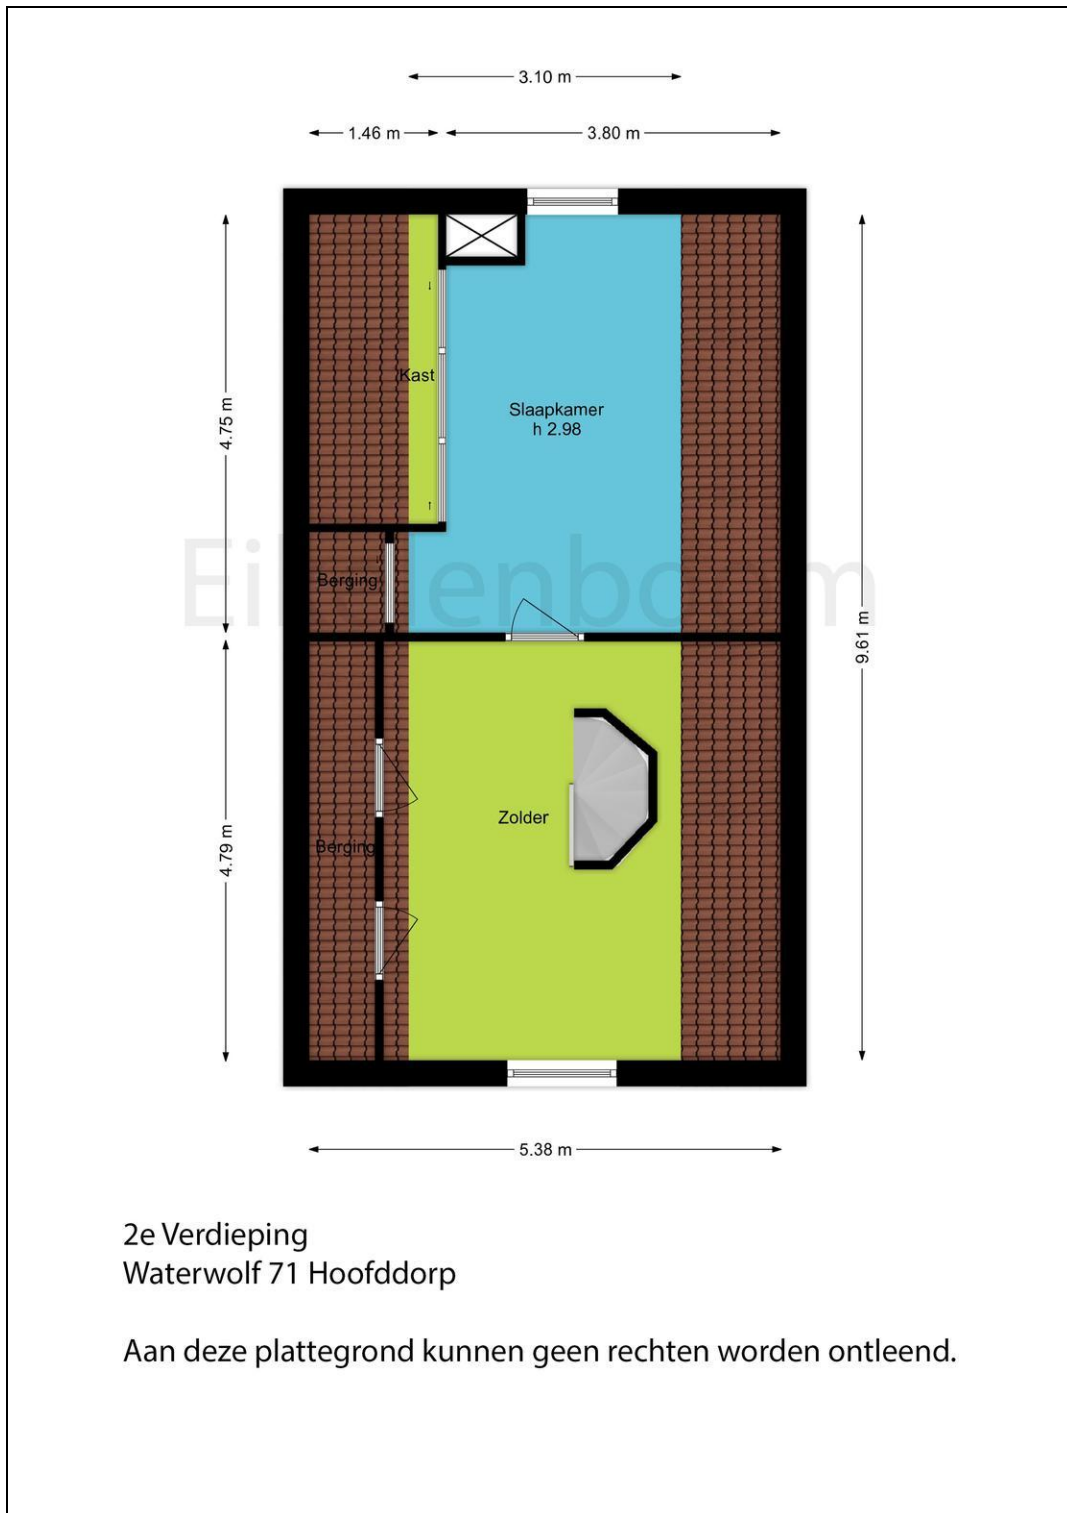 3.10 m
1.46 m
3.80 m
4.75 m
Kast
Slaapkamer
h 2.98
Berging
9.61 m
Zolder
4.79 m
Berging
5.38 m
2e Verdieping
Waterwolf 71 Hoofddorp
Aan deze plattegrond kunnen geen rechten worden ontleend.